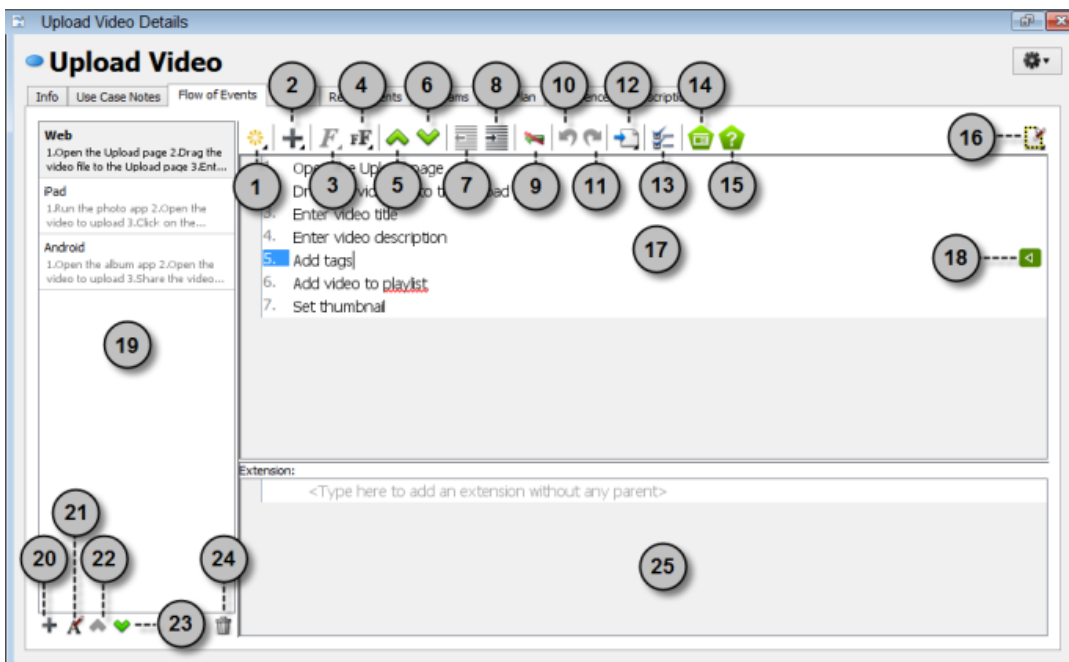 Upload Video Details
Upload Video
2 4 6 8 10 12 14
Info Use Case Notes Flow of Events
16
1 3 5 7 9 11 13 15
Web
1.Open the Upload page 2.Drag the
video file to the Upload page 3.Ent...
iPad
1.Run the photo app 2.Open the
video to upload 3.Click on the...
Android
1.Open the album app 2.Open the
video to upload 3.Share the video...
19
page
3. Enter video title
4. Enter video description
5. Add tags
6. Add video to playlist
7. Set thumbnail
17
18
Extension:
<Type here to add an extension without any parent>
25
21
20 22 24
23